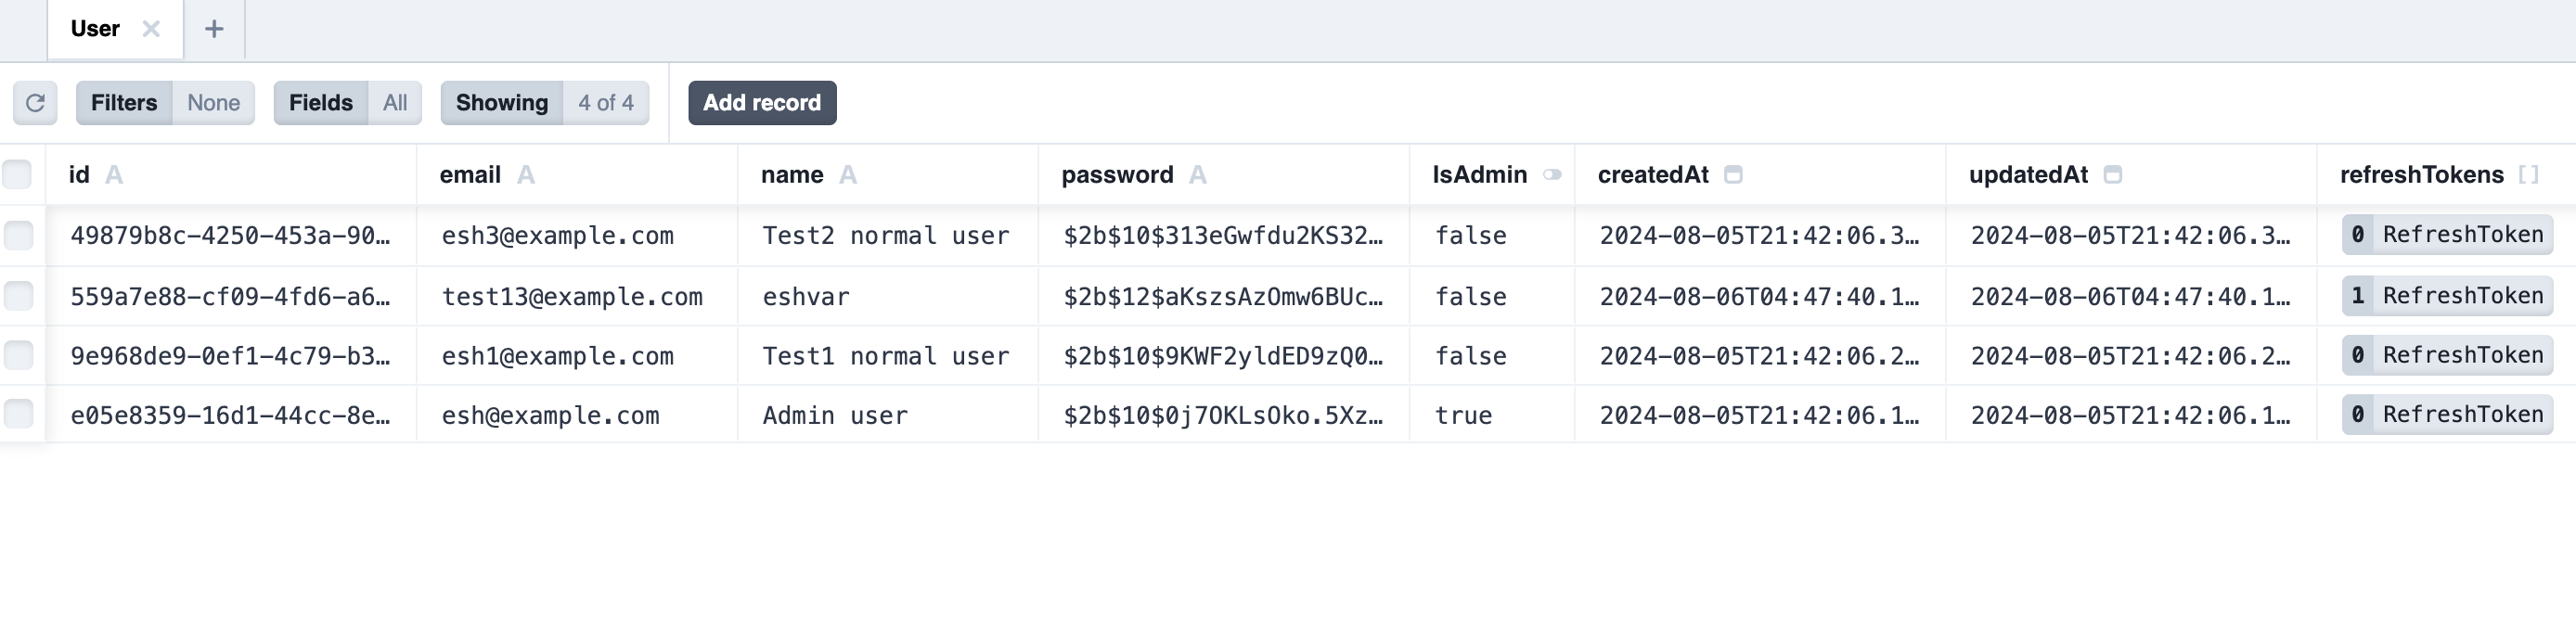 User
Filters None Fields All Showing 4 of 4 Add record
id A email A name A password A IsAdmin createdAt updatedAt refreshTokens []
49879b8c-4250-453a-90… esh3@example.com Test2 normal user $2b$10$313eGwfdu2KS32… false 2024-08-05T21:42:06.3… 2024-08-05T21:42:06.3… 0 RefreshToken
559a7e88-cf09-4fd6-a6… test13@example.com eshvar $2b$12$aKszsAzOmw6BUc… false 2024-08-06T04:47:40.1… 2024-08-06T04:47:40.1… 1 RefreshToken
9e968de9-0ef1-4c79-b3… esh1@example.com Test1 normal user $2b$10$9KWF2yldED9zQ0… false 2024-08-05T21:42:06.2… 2024-08-05T21:42:06.2… 0 RefreshToken
e05e8359-16d1-44cc-8e… esh@example.com Admin user $2b$10$0j7OKLsOko.5Xz… true 2024-08-05T21:42:06.1… 2024-08-05T21:42:06.1… 0 RefreshToken